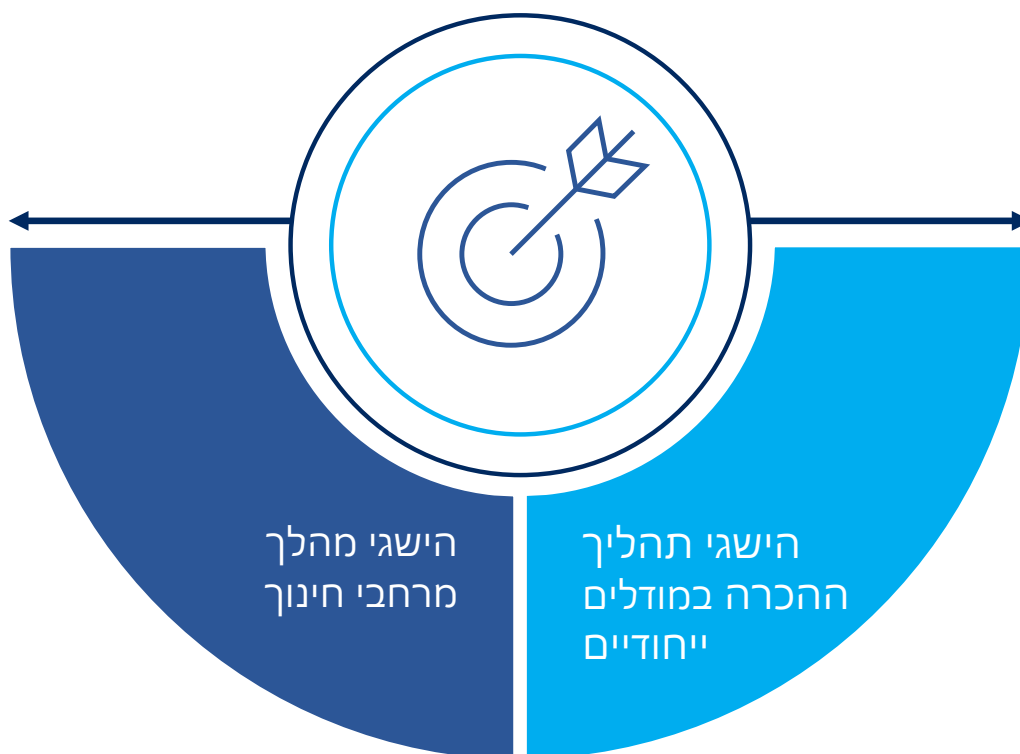 הישגי תהליך
ההכרה במודלים
ייחודיים
הישגי מהלך
מרחבי חינוך